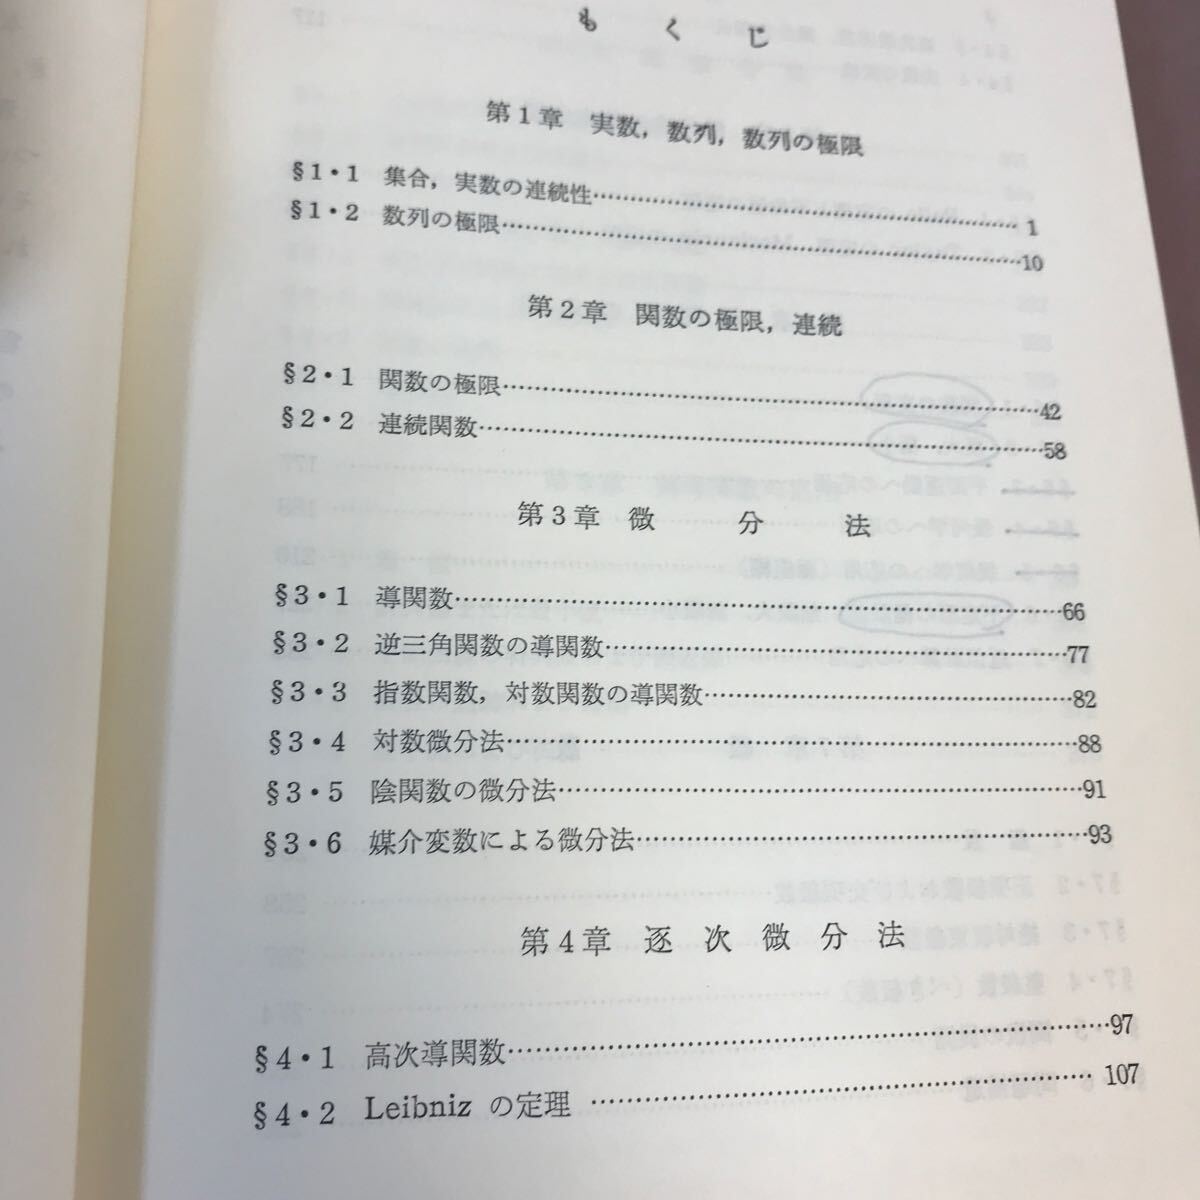 もくじ
第1章 実数，数列，数列の極限
§1・1 集合，実数の連続性……………………………………………1
§1・2 数列の極限……………………………………………………10
第2章 関数の極限，連続
§2・1 関数の極限……………………………………………………42
§2・2 連続関数………………………………………………………58
第3章 微分法
§3・1 導関数…………………………………………………………66
§3・2 逆三角関数の導関数…………………………………………77
§3・3 指数関数，対数関数の導関数………………………………82
§3・4 対数微分法……………………………………………………88
§3・5 陰関数の微分法………………………………………………91
§3・6 媒介変数による微分法………………………………………93
第4章 逐次微分法
§4・1 高次導関数……………………………………………………97
§4・2 Leibniz の定理 ………………………………………………107